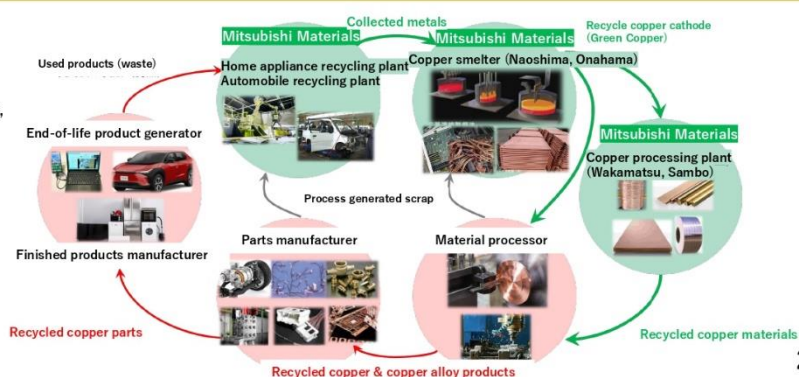 Collected metals
Mitsubishi Materials
Mitsubishi Materials
Recycle copper cathode
(Green Copper)
Used products (waste)
Home appliance recycling plant
Automobile recycling plant
Copper smelter (Naoshima, Onahama)
End-of-life product generator
Mitsubishi Materials
Copper processing plant
(Wakamatsu, Sambo)
Process generated scrap
Finished products manufacturer
Parts manufacturer
Material processor
Recycled copper parts
Recycled copper materials
Recycled copper & copper alloy products